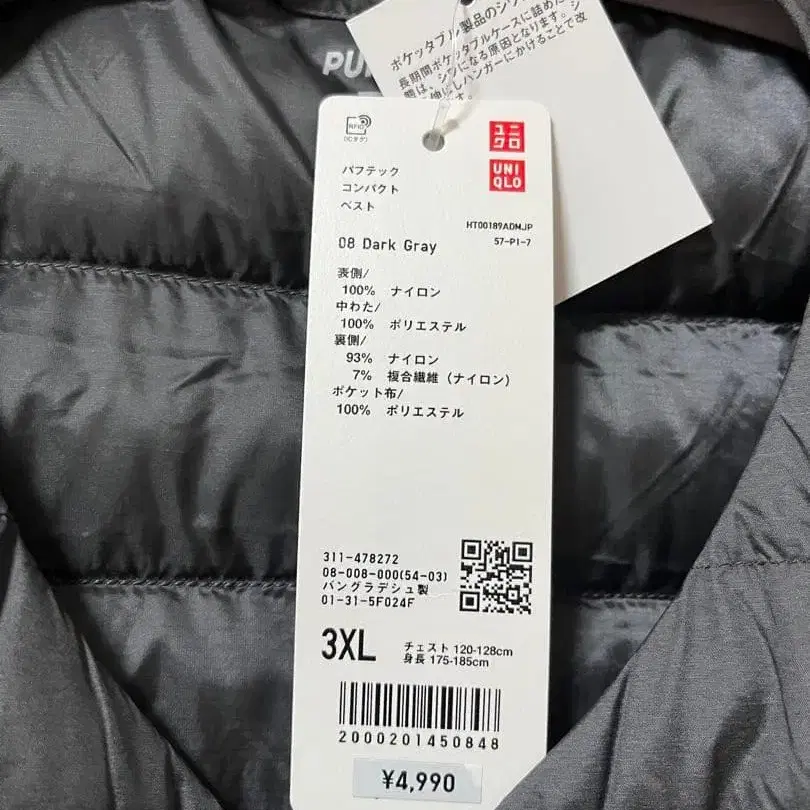 PUF
ポケッタブル製品のシワ
ポケッタブルケースに詰めた
長期間
原因となります。シ
間は、シワになる
ハンガーにかけることで改
RFID
(ICタグ)
ユニ
クロ
UNI
QLO
パフテック
コンパクト
ベスト
HT00189ADMJP
57-PI-7
08 Dark Gray
表側/
100% ナイロン
中わた/
100% ポリエステル
裏側/
93% ナイロン
7% 複合繊維(ナイロン)
ポケット布/
100% ポリエステル
311-478272
08-008-000(54-03)
バングラデシュ製
01-31-5F024F
3XL
チェスト 120-128cm
身長 175-185cm
2000201450848
¥4,990